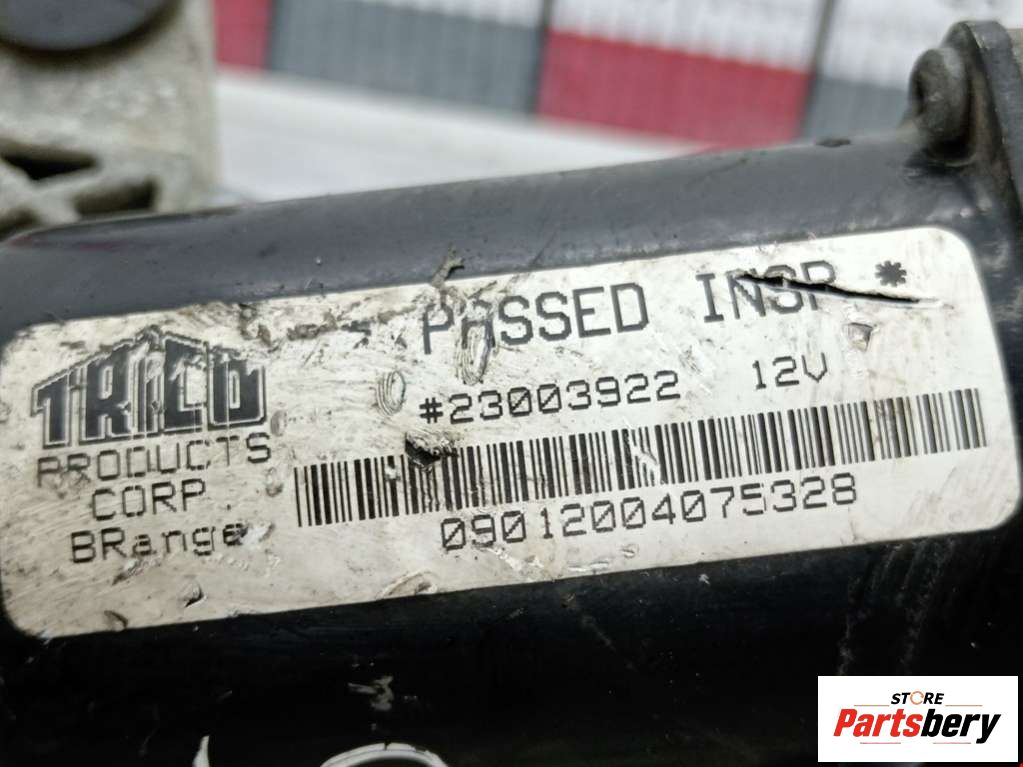 PASSED INSP *
#23003922 12V
TRICO
PRODUCTS
CORP.
BRange
09012004075328
STORE
Partsbery